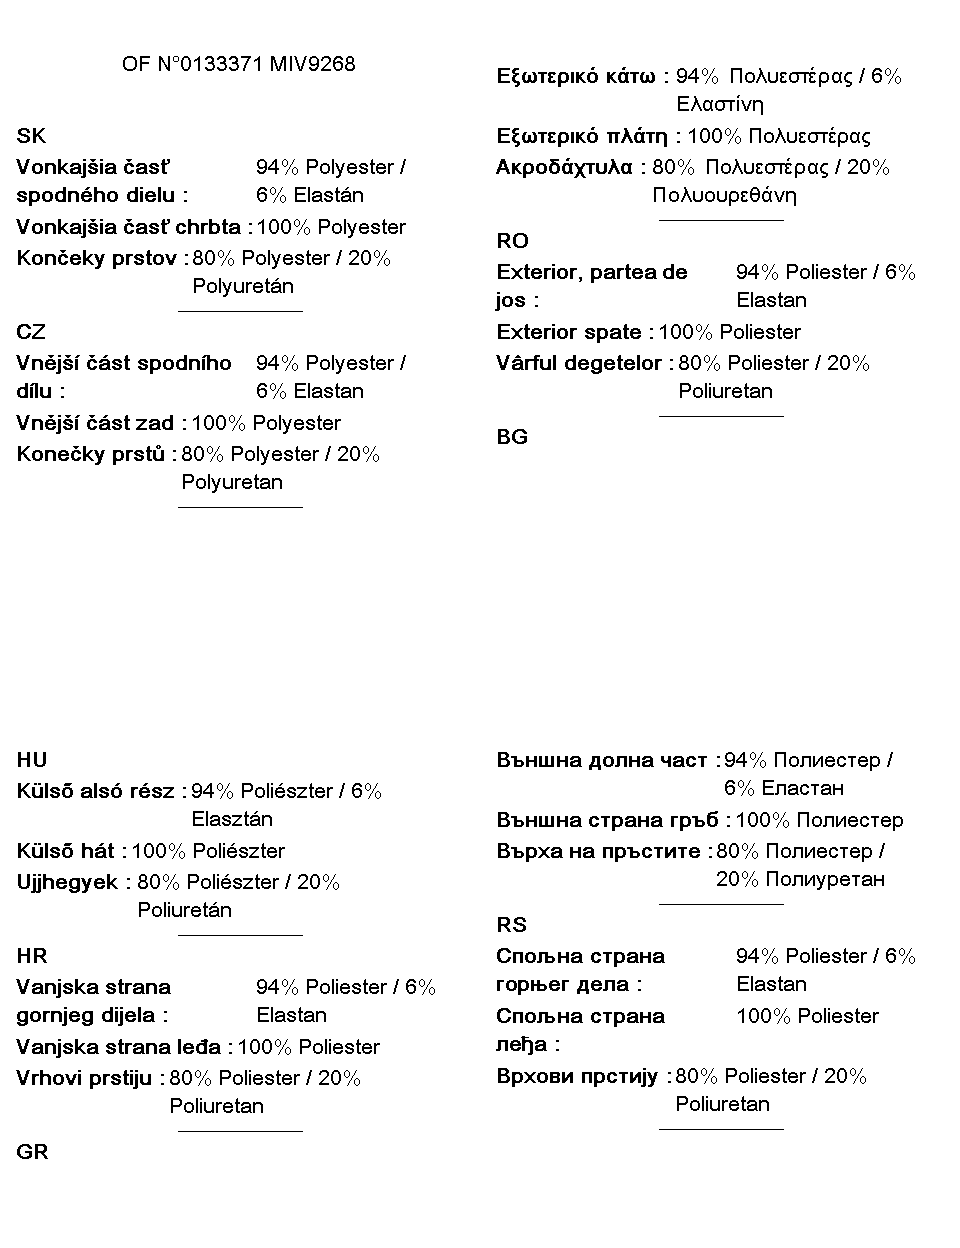 OF N°0133371 MIV9268
SK
Vonkajšia časť 94% Polyester /
spodného dielu : 6% Elastán
Vonkajšia časť chrbta : 100% Polyester
Končeky prstov : 80% Polyester / 20%
Polyuretán
CZ
Vnější část spodního 94% Polyester /
dílu : 6% Elastan
Vnější část zad : 100% Polyester
Konečky prstů : 80% Polyester / 20%
Polyuretan
HU
Külsõ alsó rész : 94% Poliészter / 6%
Elasztán
Külsõ hát : 100% Poliészter
Ujjhegyek : 80% Poliészter / 20%
Poliuretán
HR
Vanjska strana 94% Poliester / 6%
gornjeg dijela : Elastan
Vanjska strana leđa : 100% Poliester
Vrhovi prstiju : 80% Poliester / 20%
Poliuretan
GR
Εξωτερικό κάτω : 94% Πολυεστέρας / 6%
Ελαστίνη
Εξωτερικό πλάτη : 100% Πολυεστέρας
Ακροδάχτυλα : 80% Πολυεστέρας / 20%
Πολυουρεθάνη
RO
Exterior, partea de 94% Poliester / 6%
jos : Elastan
Exterior spate : 100% Poliester
Vârful degetelor : 80% Poliester / 20%
Poliuretan
BG
Външна долна част : 94% Полиестер /
6% Еластан
Външна страна гръб : 100% Полиестер
Върха на пръстите : 80% Полиестер /
20% Полиуретан
RS
Спољна страна 94% Poliester / 6%
горњег дела : Elastan
Спољна страна 100% Poliester
леђа :
Врхови прстију : 80% Poliester / 20%
Poliuretan